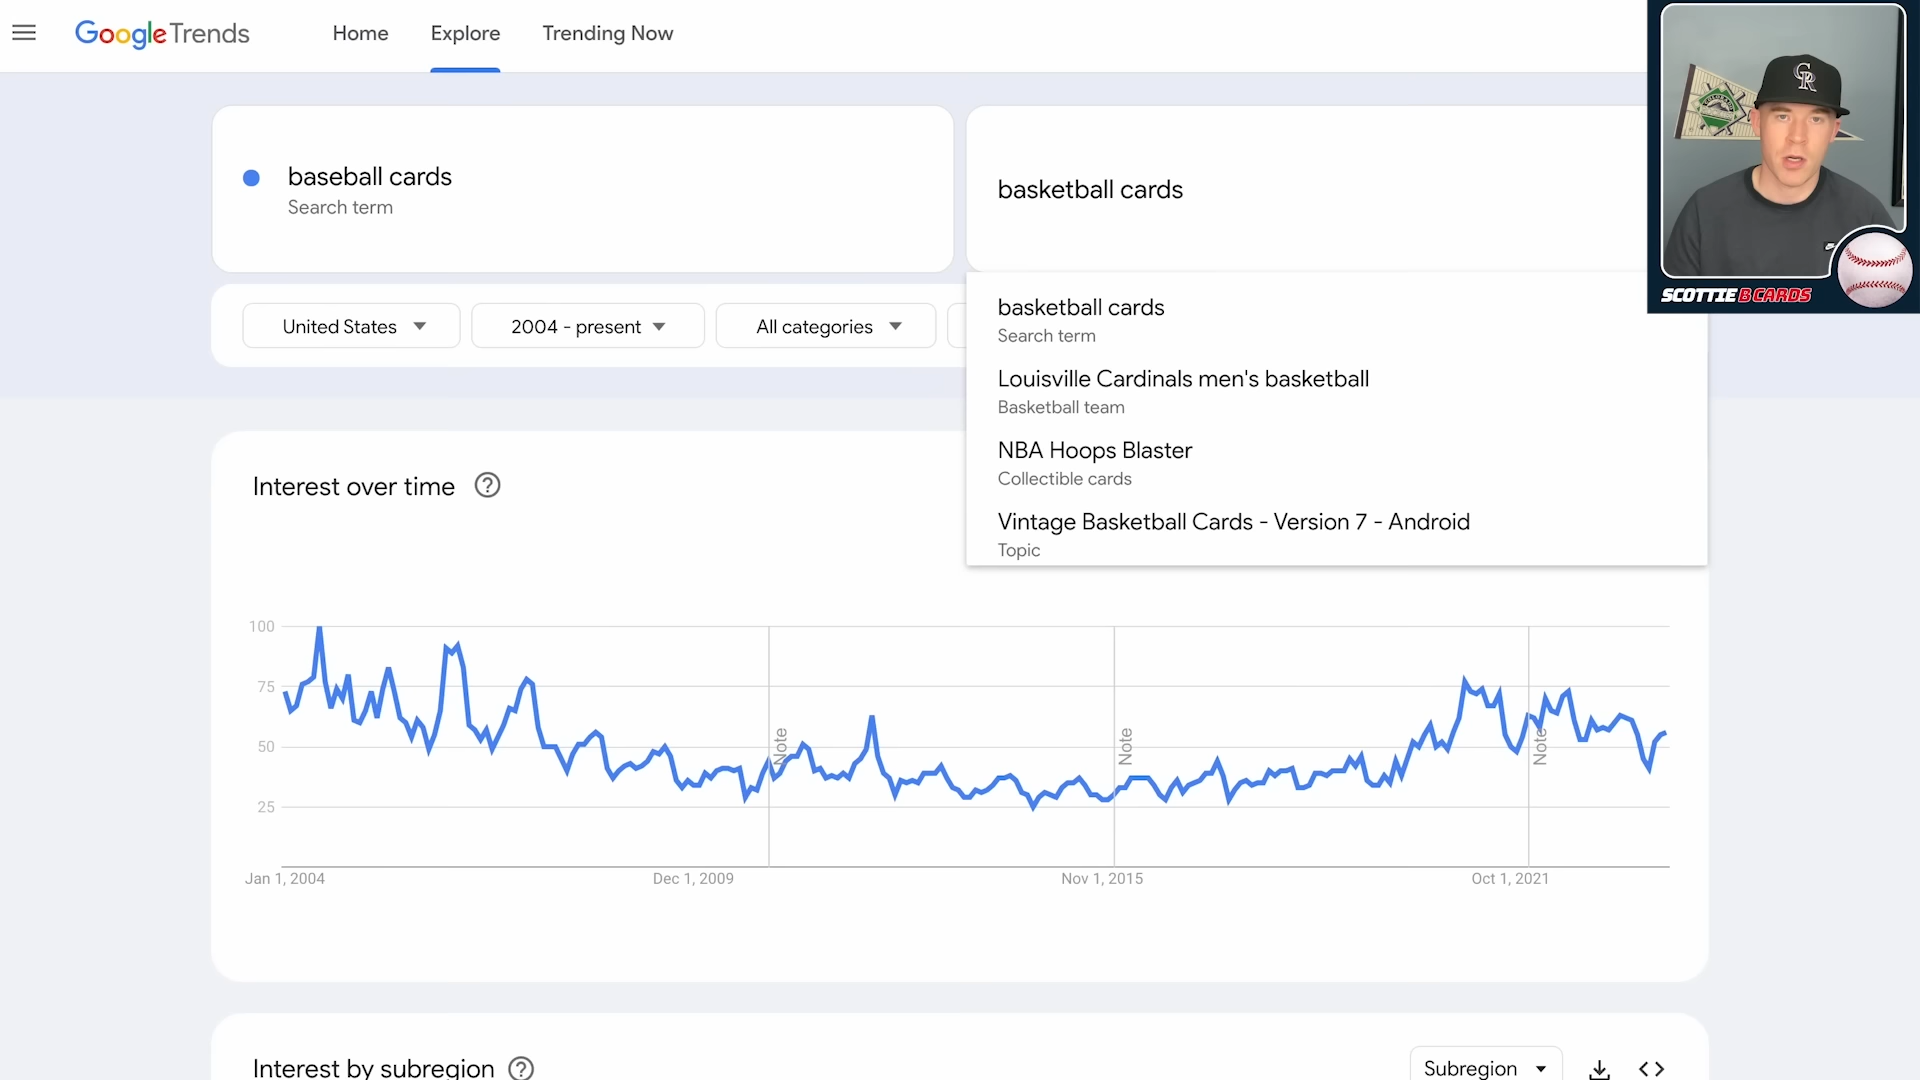 Google Trends
Home
Explore
Trending Now
baseball cards
Search term
basketball cards
United States
2004 - present
All categories
basketball cards
Search term
Louisville Cardinals men's basketball
Basketball team
NBA Hoops Blaster
Collectible cards
Vintage Basketball Cards - Version 7 - Android
Topic
CR
COLORADO
SCOTTIE B CARDS
Interest over time
100
75
50
25
Note
Note
Note
Jan 1, 2004
Dec 1, 2009
Nov 1, 2015
Oct 1, 2021
Interest by subregion
Subregion